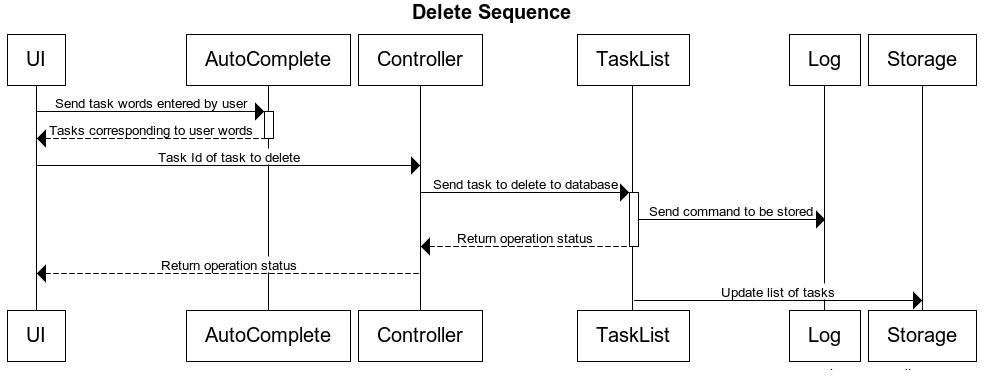 Delete Sequence
UI AutoComplete Controller TaskList Log Storage
Send task words entered by user
Tasks corresponding to user words
Task Id of task to delete
Send task to delete to database
Send command to be stored
Return operation status
Return operation status
Update list of tasks
UI AutoComplete Controller TaskList Log Storage